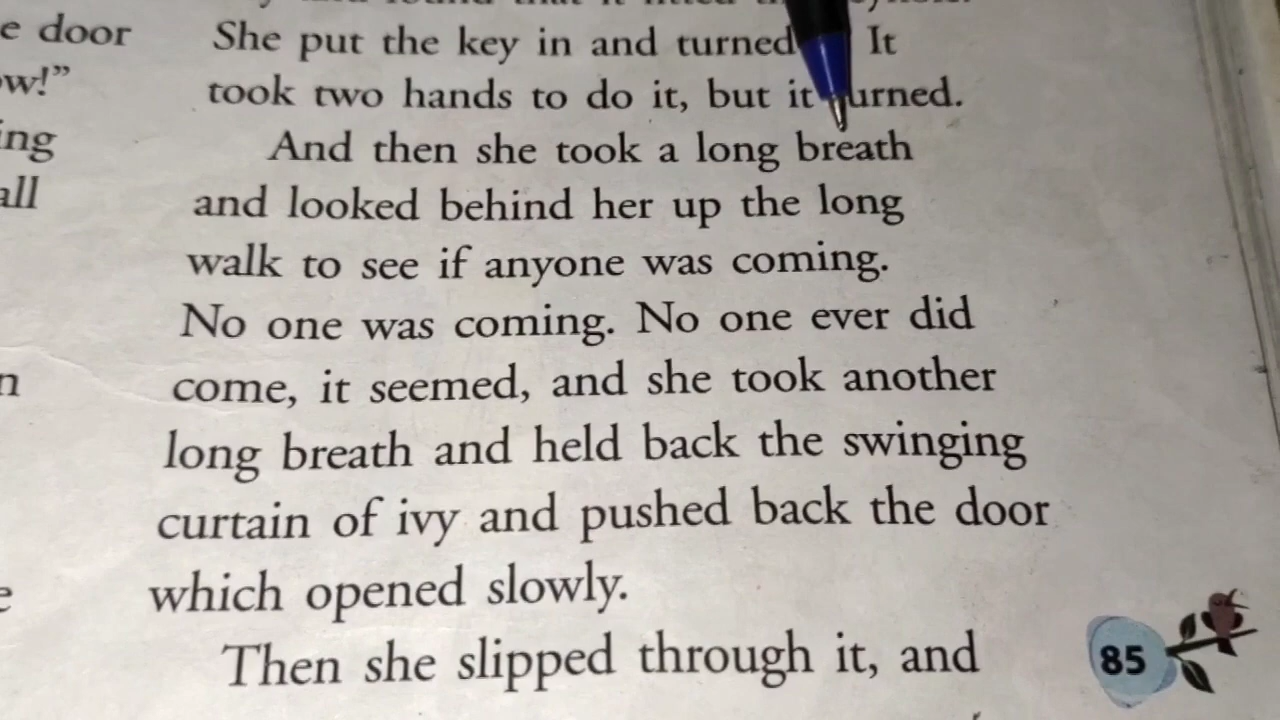 e door
w!”
ing
all
n
e
She put the key in and turned It
took two hands to do it, but it urned.
And then she took a long breath
and looked behind her up the long
walk to see if anyone was coming.
No one was coming. No one ever did
come, it seemed, and she took another
long breath and held back the swinging
curtain of ivy and pushed back the door
which opened slowly.
Then she slipped through it, and
85